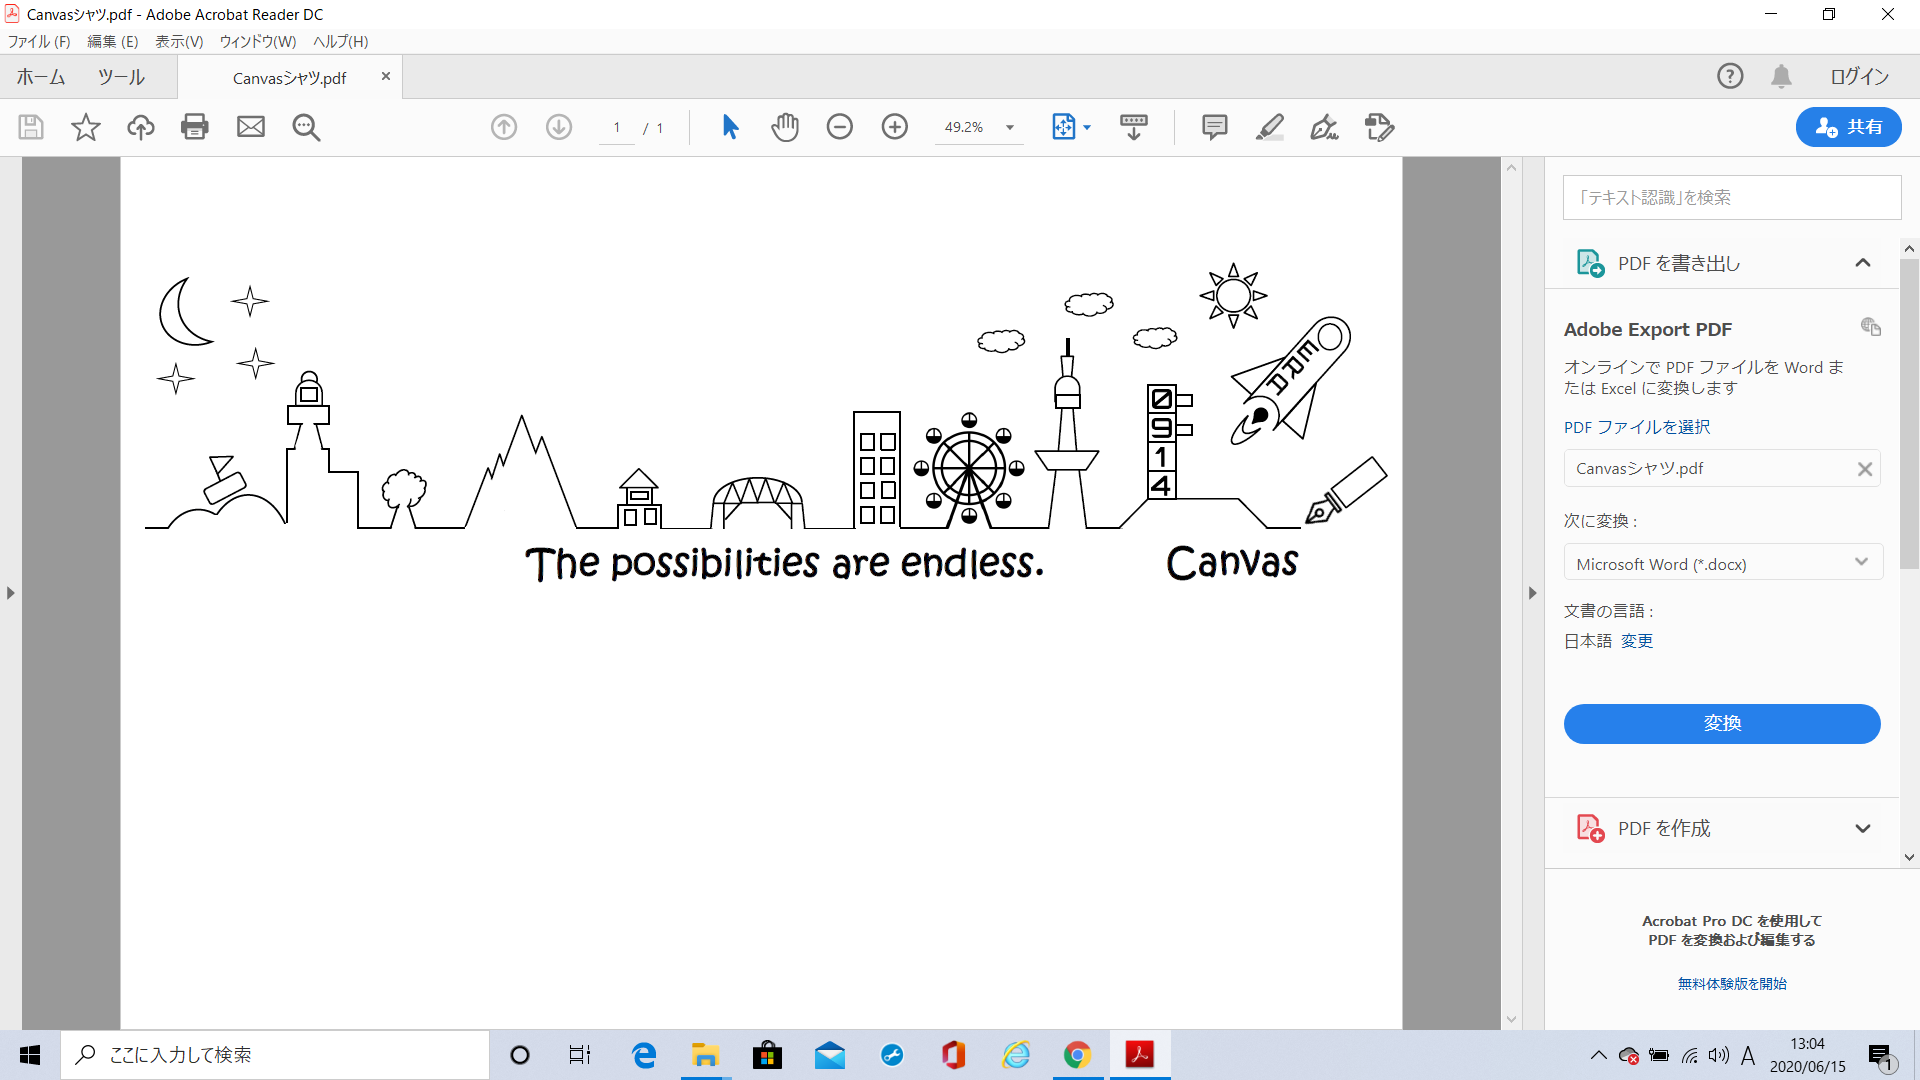 Canvasシャツ.pdf - Adobe Acrobat Reader DC
ファイル (F) 編集 (E) 表示(V) ウィンドウ(W) ヘルプ(H)
ホーム ツール Canvasシャツ.pdf ログイン
1 / 1 49.2% 共有
「テキスト認識」を検索
PDF を書き出し
Adobe Export PDF
オンラインで PDF ファイルを Word ま
たは Excel に変換します
PDF ファイルを選択
Canvasシャツ.pdf
次に変換 :
Microsoft Word (*.docx)
文書の言語 :
日本語 変更
変換
PDF を作成
Acrobat Pro DC を使用して
PDF を変換および編集する
無料体験版を開始
ERA
0
9
1
4
The possibilities are endless. Canvas
ここに入力して検索
A
13:04
2020/06/15
1